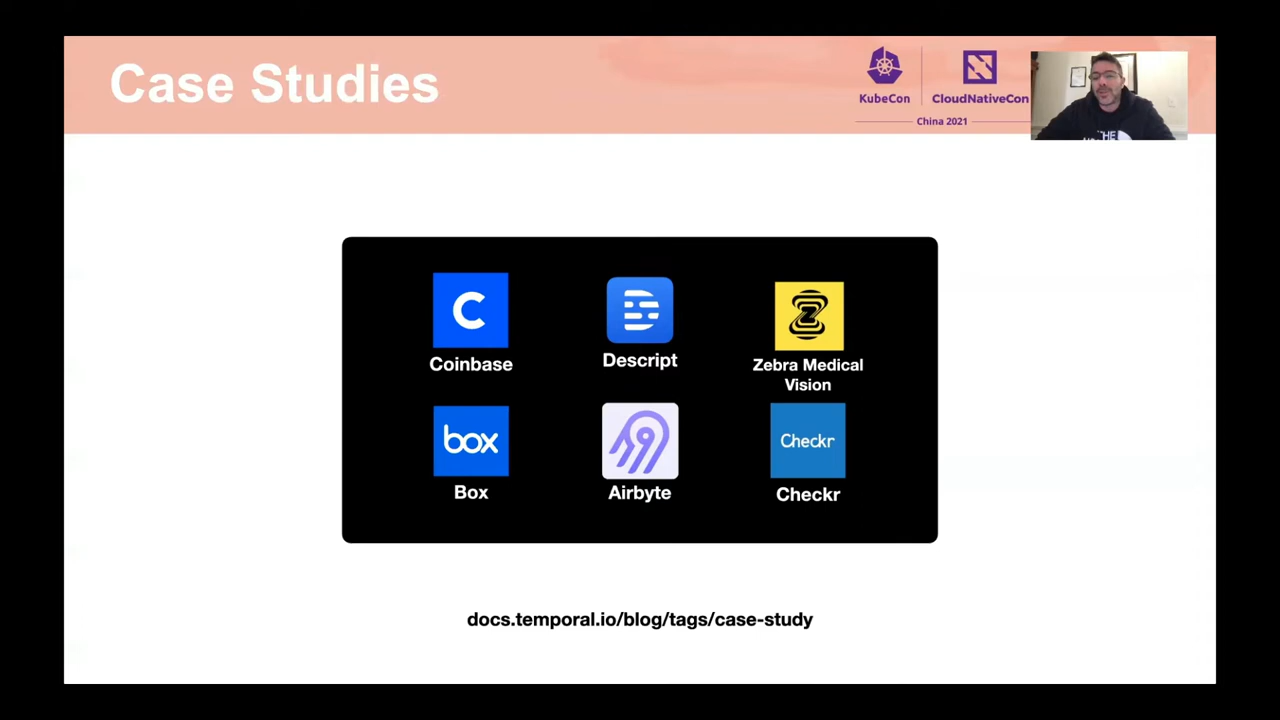 Case Studies
KubeCon
CloudNativeCon
China 2021
THE
C
Coinbase
Descript
Z
Zebra Medical
Vision
box
Box
Airbyte
Checkr
Checkr
docs.temporal.io/blog/tags/case-study